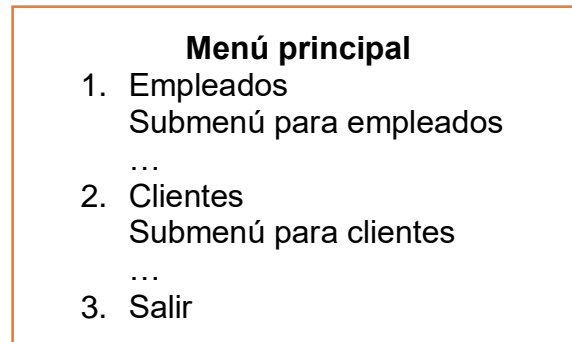 Menú principal
1. Empleados
Submenú para empleados
…
2. Clientes
Submenú para clientes
…
3. Salir